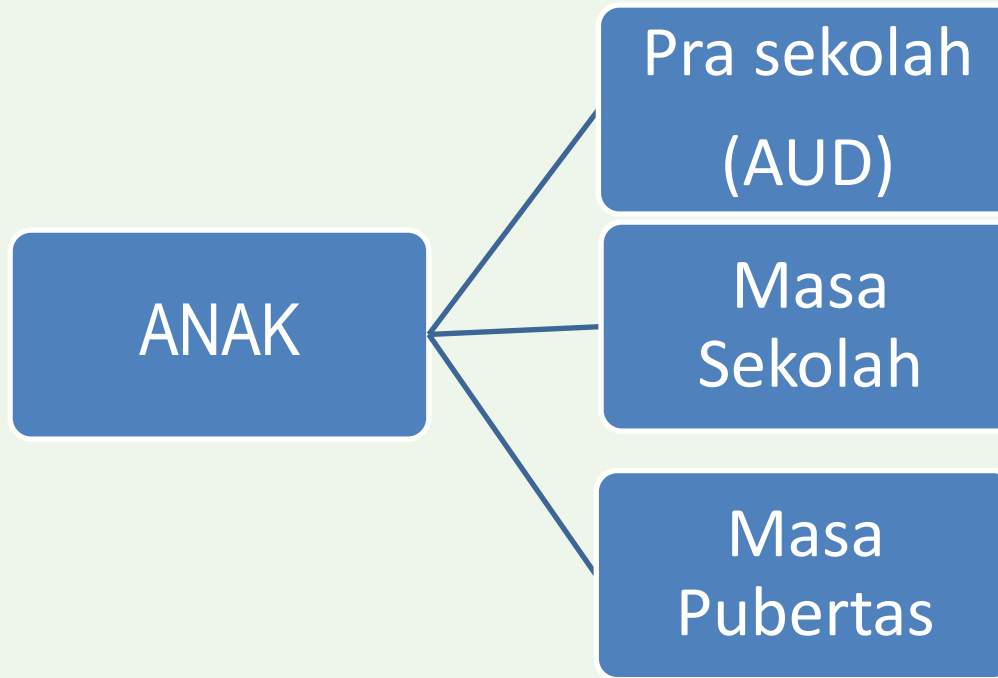 Pra sekolah
(AUD)
ANAK
Masa
Sekolah
Masa
Pubertas